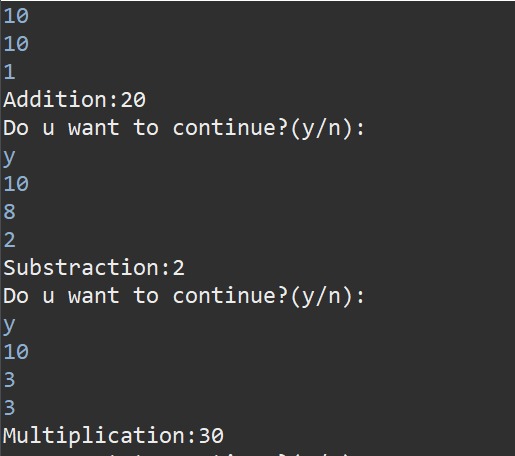 10
10
1
Addition:20
Do u want to continue?(y/n):
y
10
8
2
Substraction:2
Do u want to continue?(y/n):
y
10
3
3
Multiplication:30